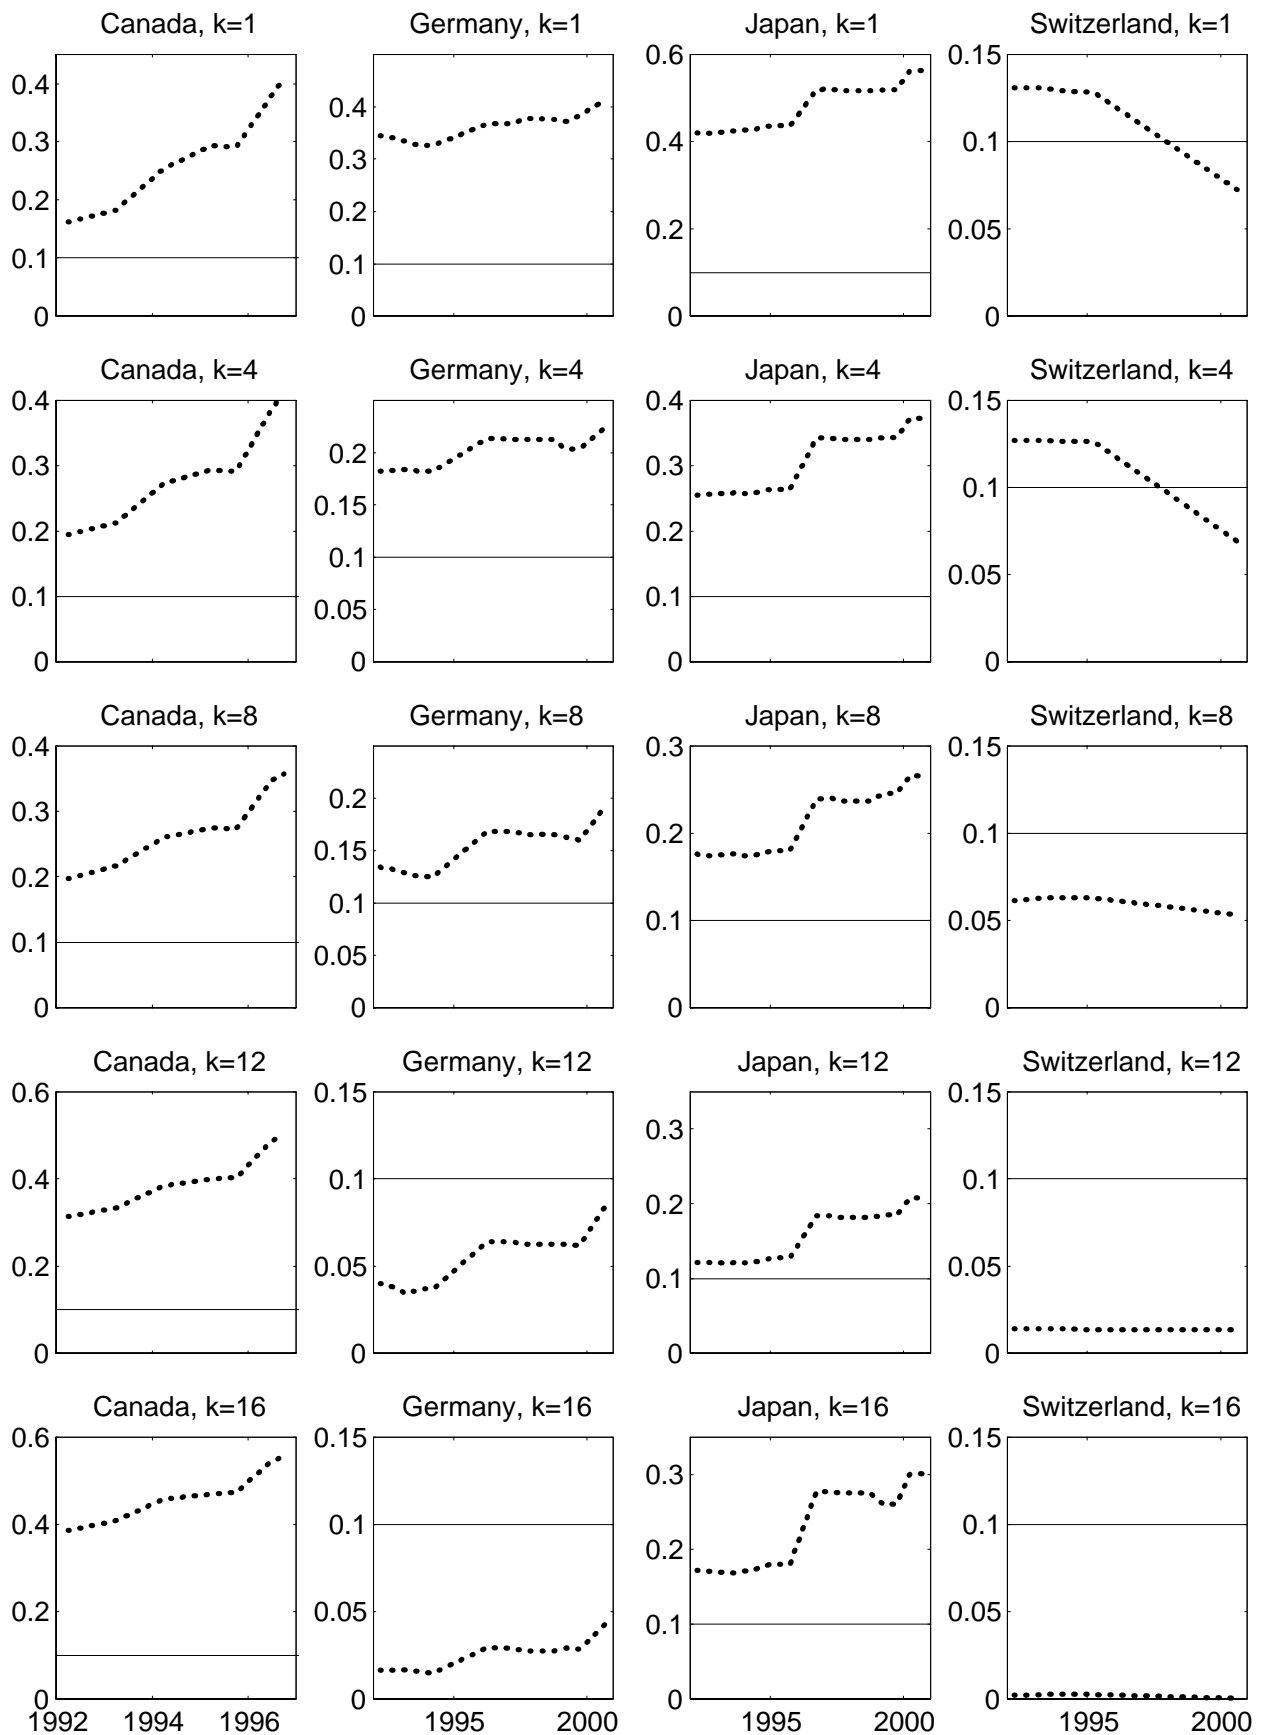 Canada, k=1 Germany, k=1 Japan, k=1 Switzerland, k=1
0.4 0.4 0.6 0.15
0.3 0.3 0.4 0.1
0.2 0.2 0.2 0.05
0.1 0.1
0 0 0 0
Canada, k=4 Germany, k=4 Japan, k=4 Switzerland, k=4
0.4 0.2 0.4 0.15
0.3 0.15 0.3 0.1
0.2 0.1 0.2 0.05
0.1 0.05 0.1
0 0 0 0
Canada, k=8 Germany, k=8 Japan, k=8 Switzerland, k=8
0.4 0.2 0.3 0.15
0.3 0.15 0.2 0.1
0.2 0.1 0.1 0.05
0.1 0.05
0 0 0 0
Canada, k=12 Germany, k=12 Japan, k=12 Switzerland, k=12
0.6 0.15 0.3 0.15
0.4 0.1 0.2 0.1
0.2 0.05 0.1 0.05
0 0 0 0
Canada, k=16 Germany, k=16 Japan, k=16 Switzerland, k=16
0.6 0.15 0.3 0.15
0.4 0.1 0.2 0.1
0.2 0.05 0.1 0.05
0 0 0 0
1992 1994 1996 1995 2000 1995 2000 1995 2000